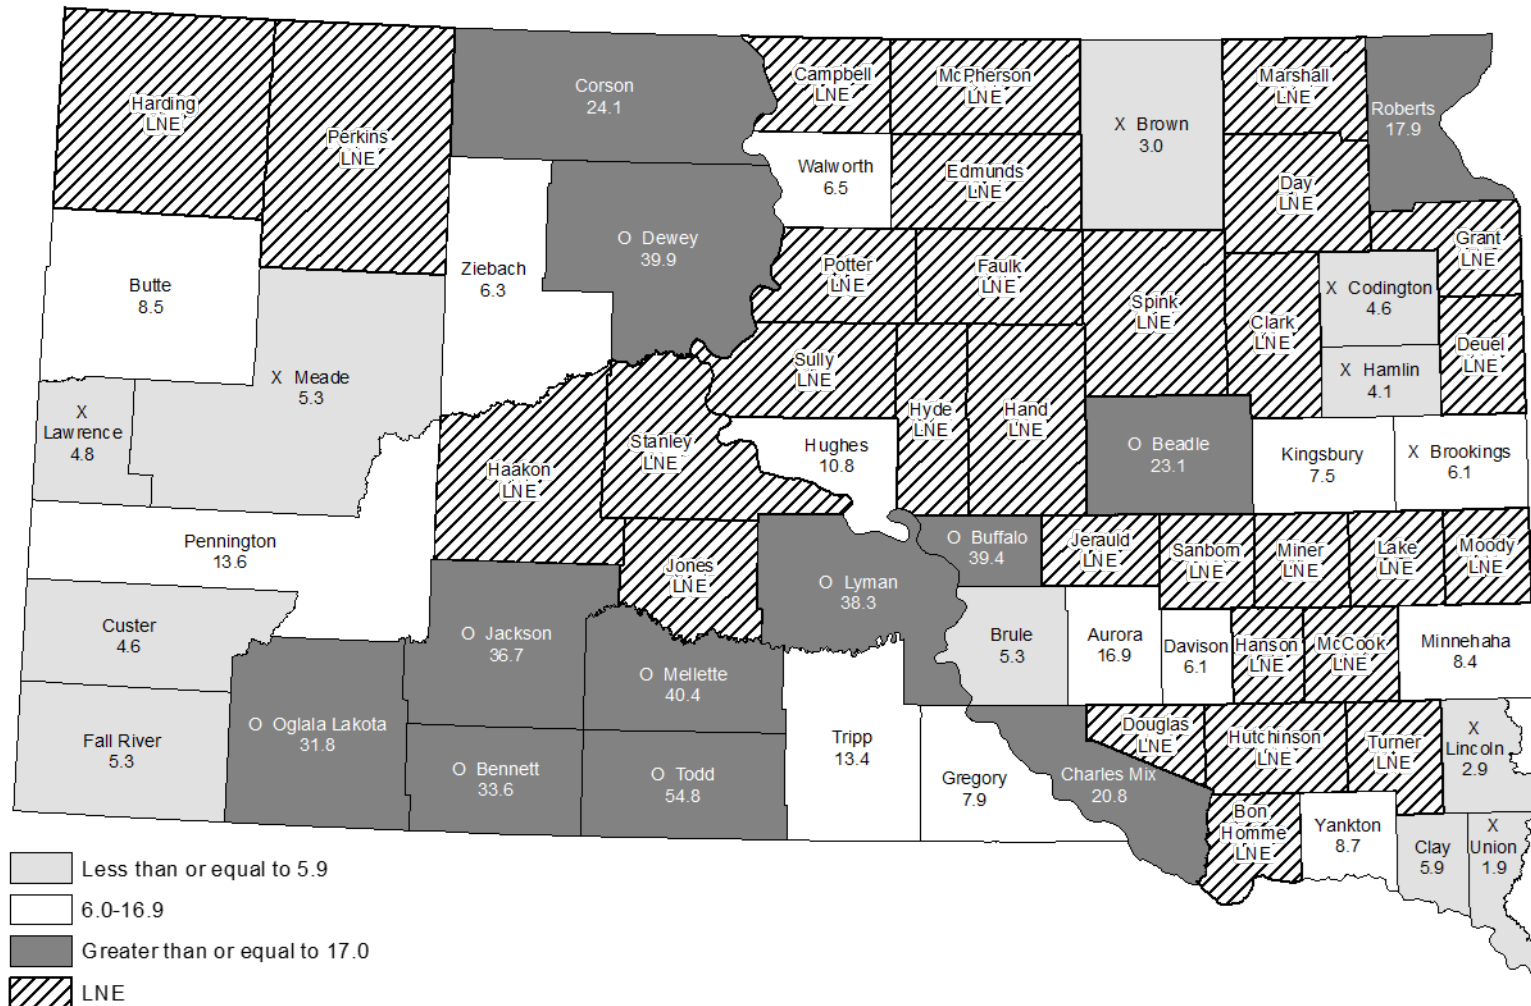 Harding
LNE
Perkins
LNE
Corson
24.1
Campbell
LNE
McPherson
LNE
X Brown
3.0
Marshall
LNE
Roberts
17.9
Walworth
6.5
Edmunds
LNE
Day
LNE
Butte
8.5
Ziebach
6.3
O Dewey
39.9
Potter
LNE
Faulk
LNE
Spink
LNE
Clark
LNE
X Codington
4.6
Grant
LNE
X Meade
5.3
Sully
LNE
X Hamlin
4.1
Deuel
LNE
X
Lawrence
4.8
Haakon
LNE
Stanley
LNE
Hughes
10.8
Hyde
LNE
Hand
LNE
O Beadle
23.1
Kingsbury
7.5
X Brookings
6.1
Pennington
13.6
Jones
LNE
O Lyman
38.3
O Buffalo
39.4
Jerauld
LNE
Sanborn
LNE
Miner
LNE
Lake
LNE
Moody
LNE
Custer
4.6
O Jackson
36.7
O Mellette
40.4
Brule
5.3
Aurora
16.9
Davison
6.1
Hanson
LNE
McCook
LNE
Minnehaha
8.4
Fall River
5.3
O Oglala Lakota
31.8
O Bennett
33.6
O Todd
54.8
Tripp
13.4
Gregory
7.9
Charles Mix
20.8
Douglas
LNE
Hutchinson
LNE
Turner
LNE
X
Lincoln
2.9
Bon
Homme
LNE
Yankton
8.7
Clay
5.9
X
Union
1.9
Less than or equal to 5.9
6.0-16.9
Greater than or equal to 17.0
LNE